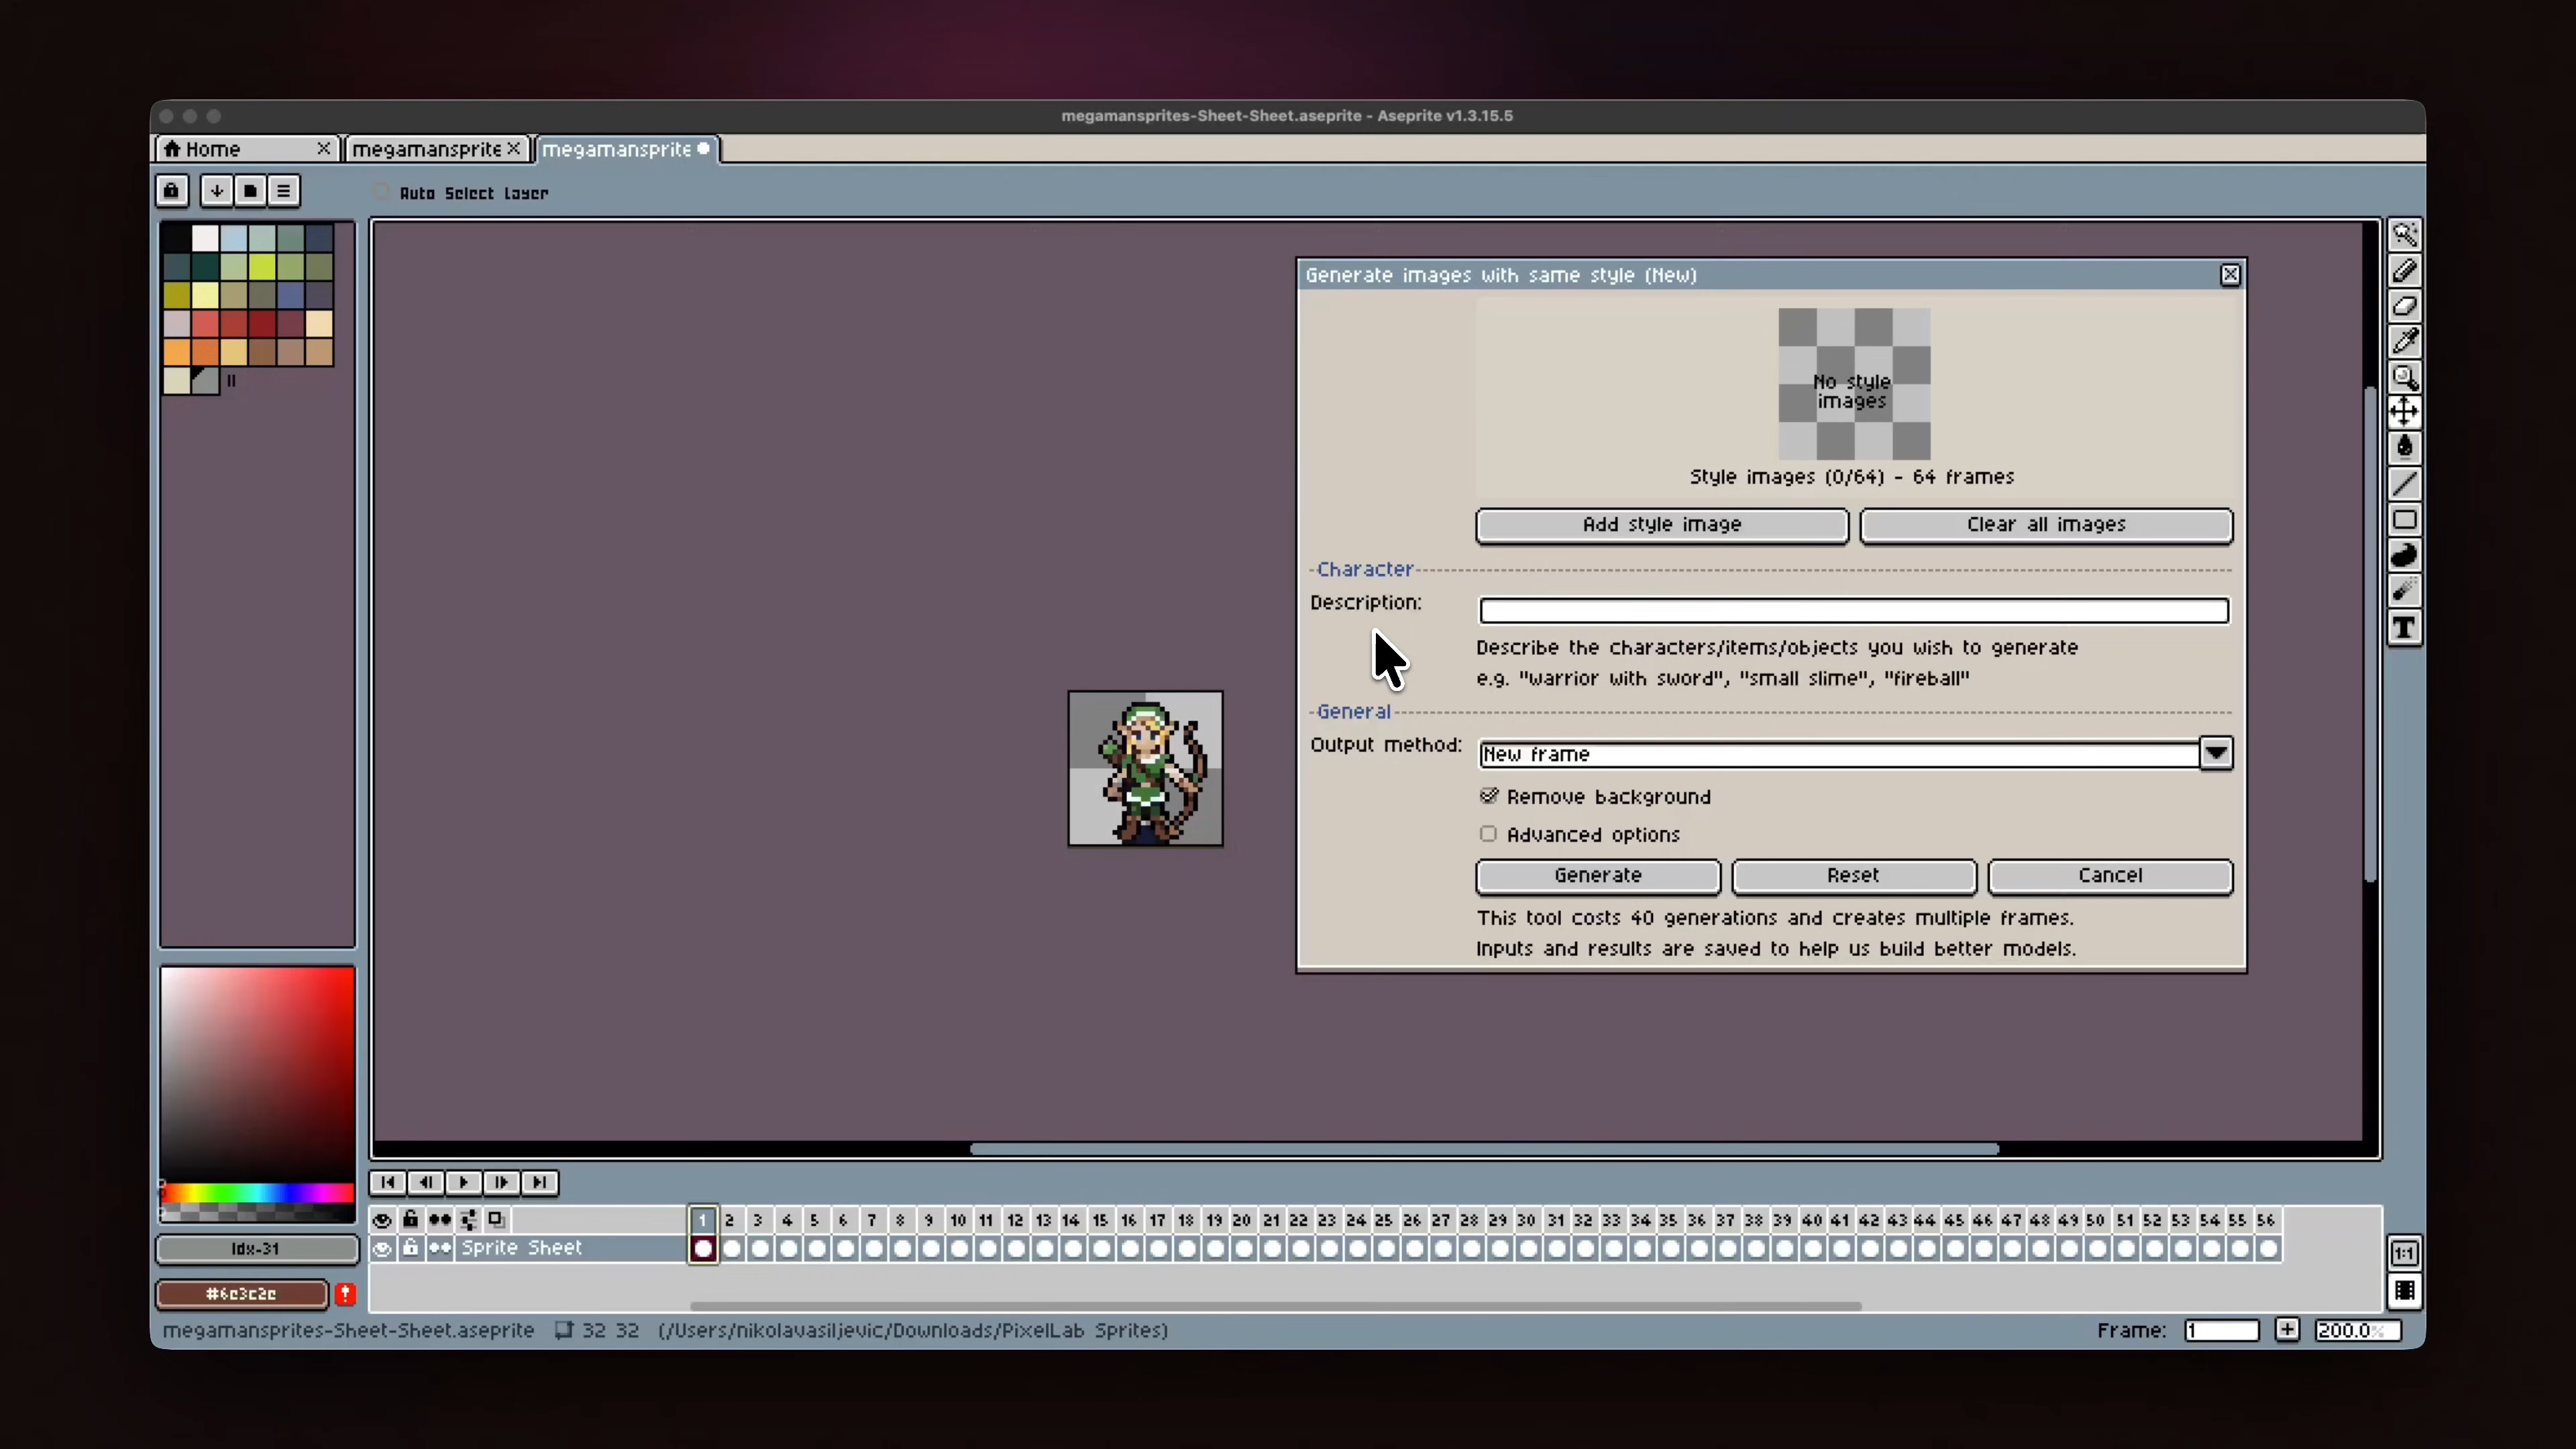 megamansprites-Sheet-Sheet.aseprite - Aseprite v1.3.15.5
Home
megamansprite
megamansprite
Auto Select Layer
Generate images with same style (New)
No style
images
Style images (0/64) - 64 frames
Add style image
Clear all images
Character
Description:
Describe the characters/items/objects you wish to generate
e.g. "warrior with sword", "small slime", "fireball"
General
Output method:
New frame
Remove background
Advanced options
Generate
Reset
Cancel
This tool costs 40 generations and creates multiple frames.
Inputs and results are saved to help us build better models.
1 2 3 4 5 6 7 8 9 10 11 12 13 14 15 16 17 18 19 20 21 22 23 24 25 26 27 28 29 30 31 32 33 34 35 36 37 38 39 40 41 42 43 44 45 46 47 48 49 50 51 52 53 54 55 56
Idx-31
Sprite Sheet
1:1
#6e3c2e
megamansprites-Sheet-Sheet.aseprite 32 32 (/Users/nikolavasiljevic/Downloads/PixelLab Sprites)
Frame: 1 + 200.0%